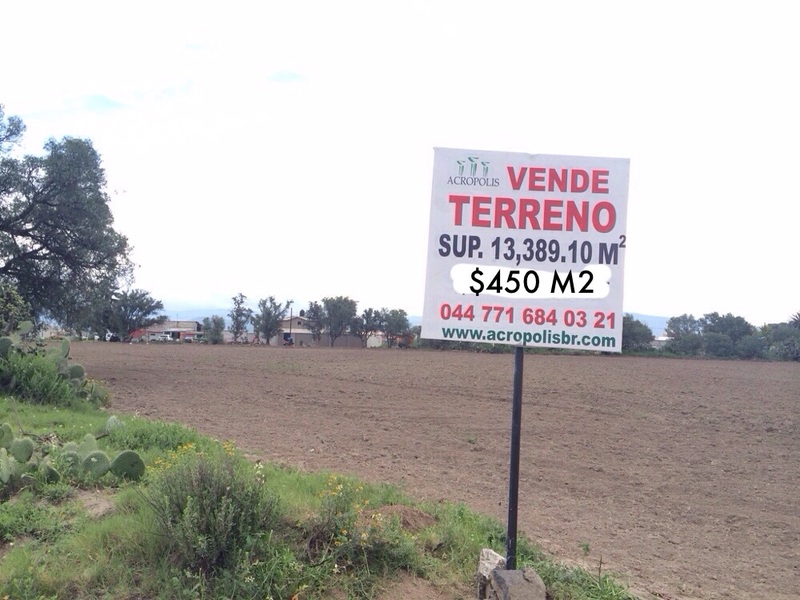 ACROPOLIS VENDE
TERRENO
SUP. 13,389.10 M²
$450 M2
044 771 684 03 21
www.acropolisbr.com